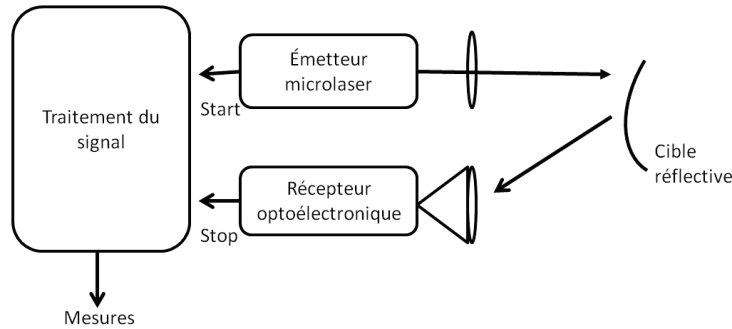 Émetteur
microlaser
Start
Traitement du
signal
Cible
réflective
Récepteur
optoélectronique
Stop
Mesures